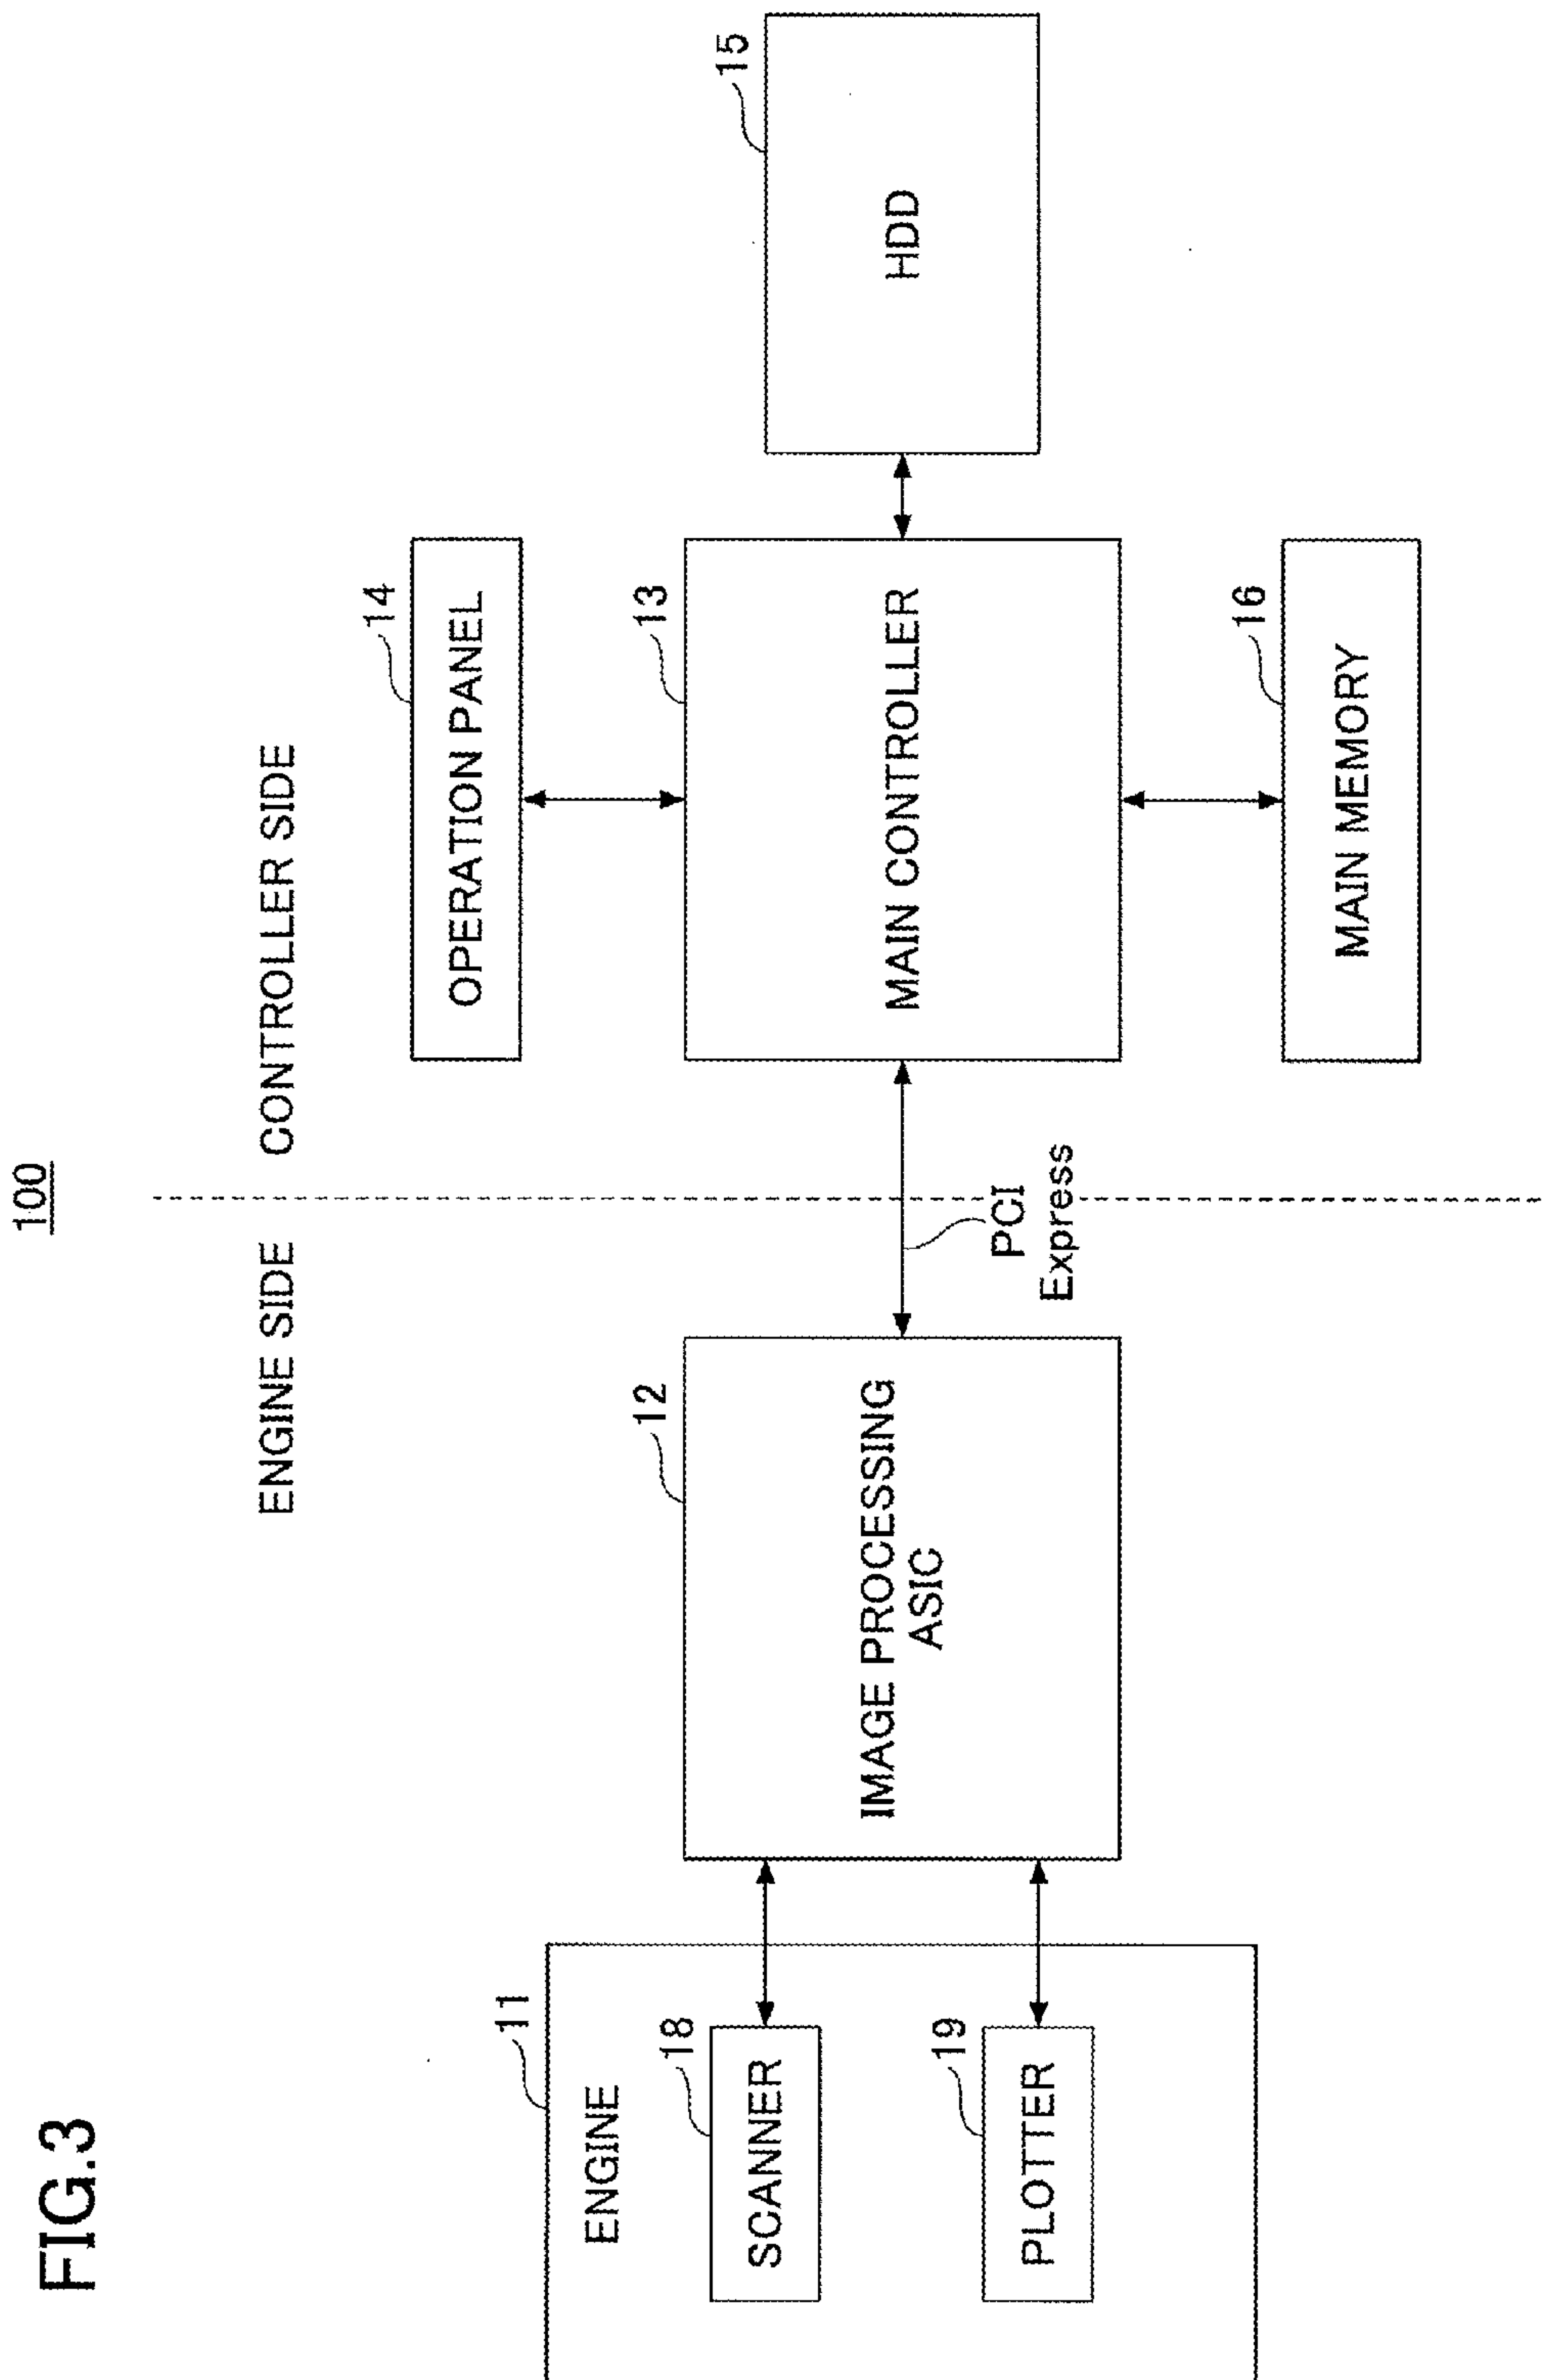 FIG.3
100
ENGINE SIDE
CONTROLLER SIDE
11
ENGINE
18
SCANNER
19
PLOTTER
12
IMAGE PROCESSING
ASIC
PCI
Express
14
OPERATION PANEL
13
MAIN CONTROLLER
16
MAIN MEMORY
15
HDD